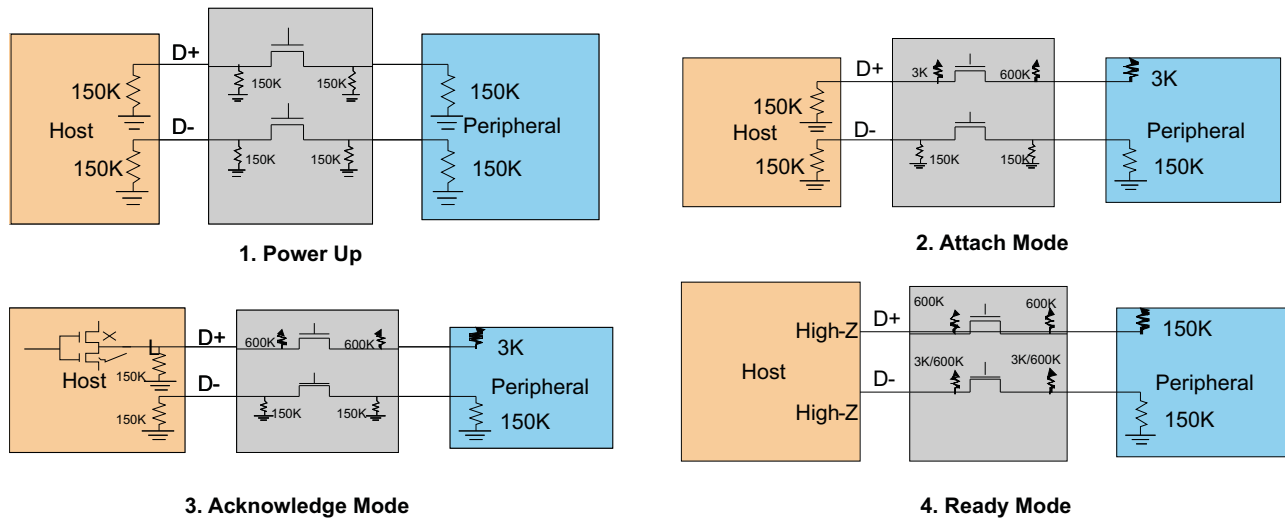 D+
150K
150K
150K
150K
Host
D-
Peripheral
150K
150K
150K
150K
1. Power Up
D+
3K
600K
3K
150K
Host
D-
Peripheral
150K
150K
150K
150K
2. Attach Mode
D+
600K
600K
3K
Host
150K
D-
Peripheral
150K
150K
150K
150K
3. Acknowledge Mode
600K
600K
High-Z
D+
150K
Host
3K/600K
3K/600K
D-
Peripheral
High-Z
150K
4. Ready Mode